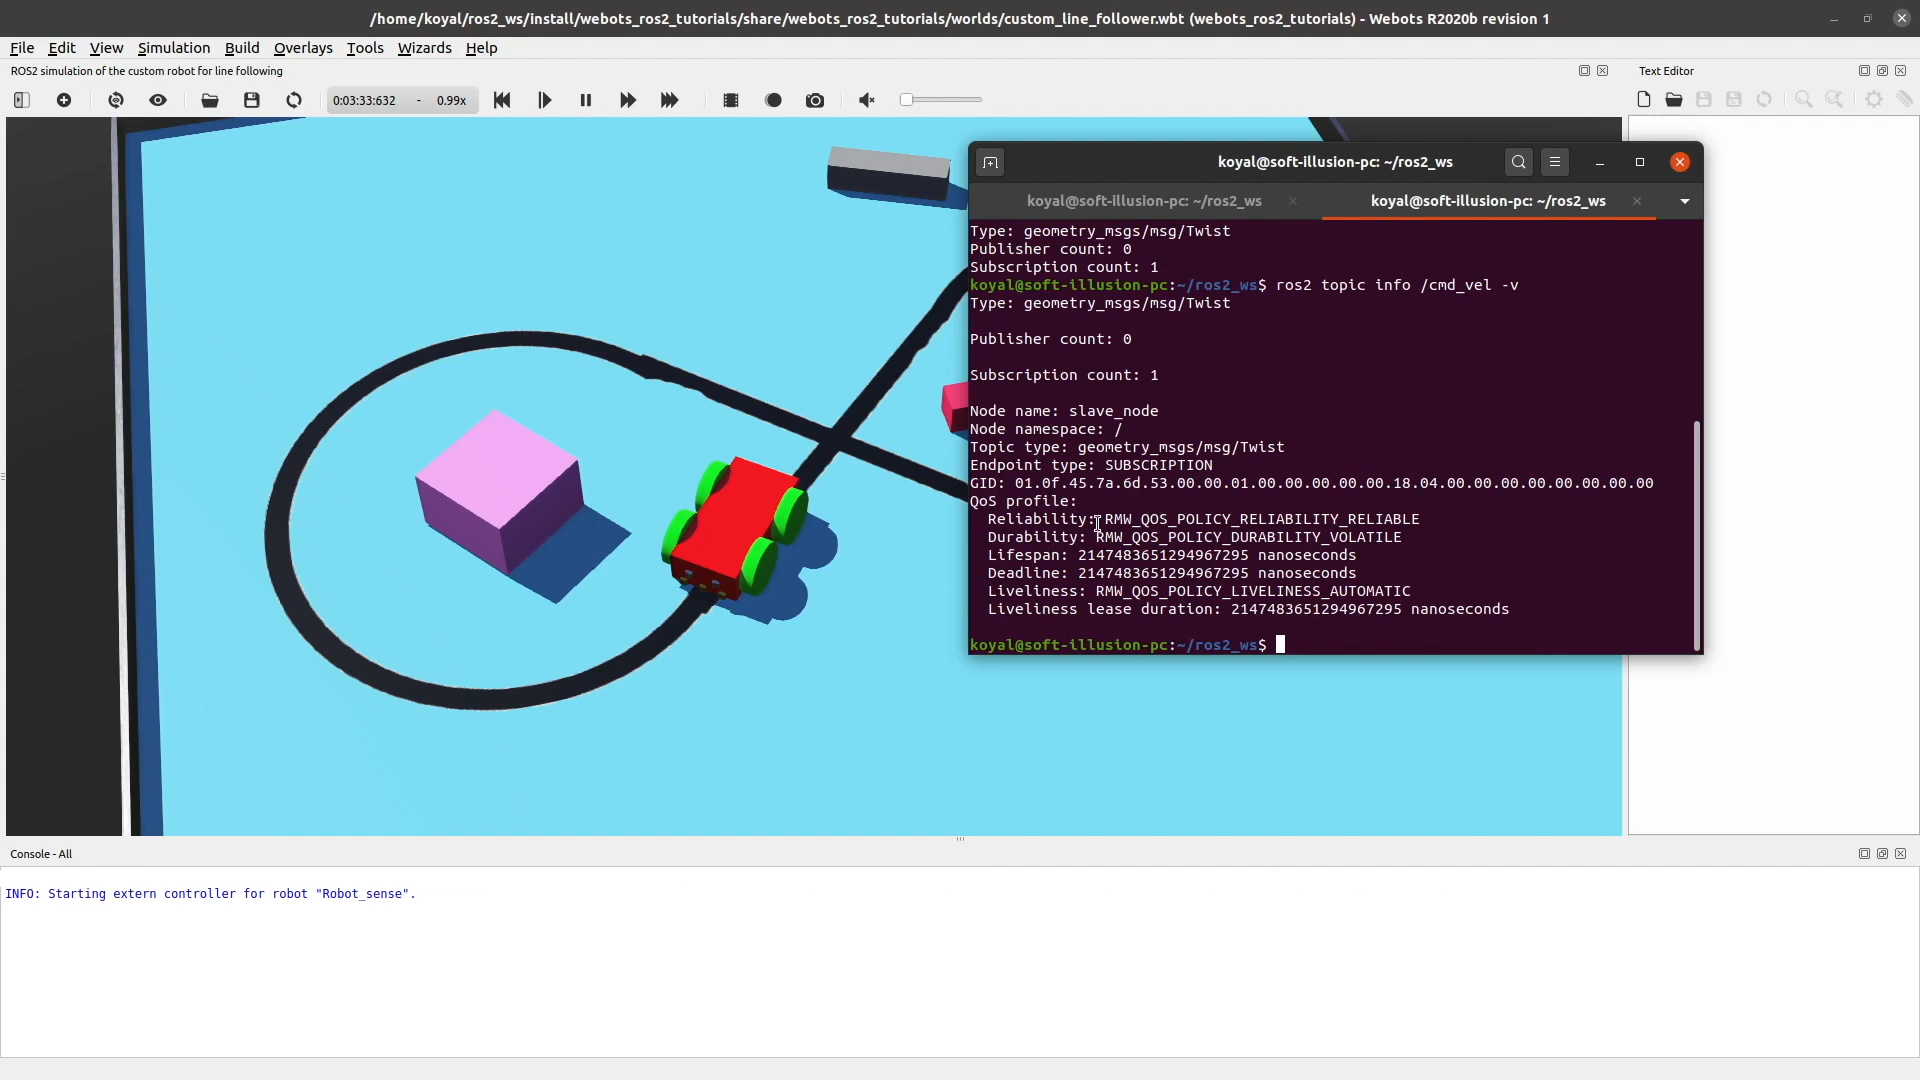 /home/koyal/ros2_ws/install/webots_ros2_tutorials/share/webots_ros2_tutorials/worlds/custom_line_follower.wbt (webots_ros2_tutorials) - Webots R2020b revision 1
File Edit View Simulation Build Overlays Tools Wizards Help
ROS2 simulation of the custom robot for line following
Text Editor
0:03:33:632 - 0.99x
koyal@soft-illusion-pc: ~/ros2_ws
koyal@soft-illusion-pc: ~/ros2_ws
koyal@soft-illusion-pc: ~/ros2_ws
Type: geometry_msgs/msg/Twist
Publisher count: 0
Subscription count: 1
koyal@soft-illusion-pc:~/ros2_ws$ ros2 topic info /cmd_vel -v
Type: geometry_msgs/msg/Twist
Publisher count: 0
Subscription count: 1
Node name: slave_node
Node namespace: /
Topic type: geometry_msgs/msg/Twist
Endpoint type: SUBSCRIPTION
GID: 01.0f.45.7a.6d.53.00.00.01.00.00.00.00.00.18.04.00.00.00.00.00.00.00.00
QoS profile:
Reliability: RMW_QOS_POLICY_RELIABILITY_RELIABLE
Durability: RMW_QOS_POLICY_DURABILITY_VOLATILE
Lifespan: 2147483651294967295 nanoseconds
Deadline: 2147483651294967295 nanoseconds
Liveliness: RMW_QOS_POLICY_LIVELINESS_AUTOMATIC
Liveliness lease duration: 2147483651294967295 nanoseconds
koyal@soft-illusion-pc:~/ros2_ws$
Console - All
INFO: Starting extern controller for robot "Robot_sense".